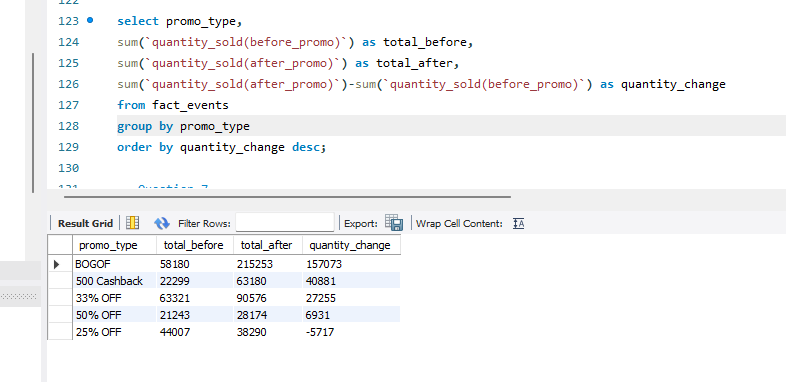 122
123 select promo_type,
124 sum(`quantity_sold(before_promo)`) as total_before,
125 sum(`quantity_sold(after_promo)`) as total_after,
126 sum(`quantity_sold(after_promo)`)-sum(`quantity_sold(before_promo)`) as quantity_change
127 from fact_events
128 group by promo_type
129 order by quantity_change desc;
130
Result Grid Filter Rows: Export: Wrap Cell Content:
promo_type total_before total_after quantity_change
BOGOF 58180 215253 157073
500 Cashback 22299 63180 40881
33% OFF 63321 90576 27255
50% OFF 21243 28174 6931
25% OFF 44007 38290 -5717